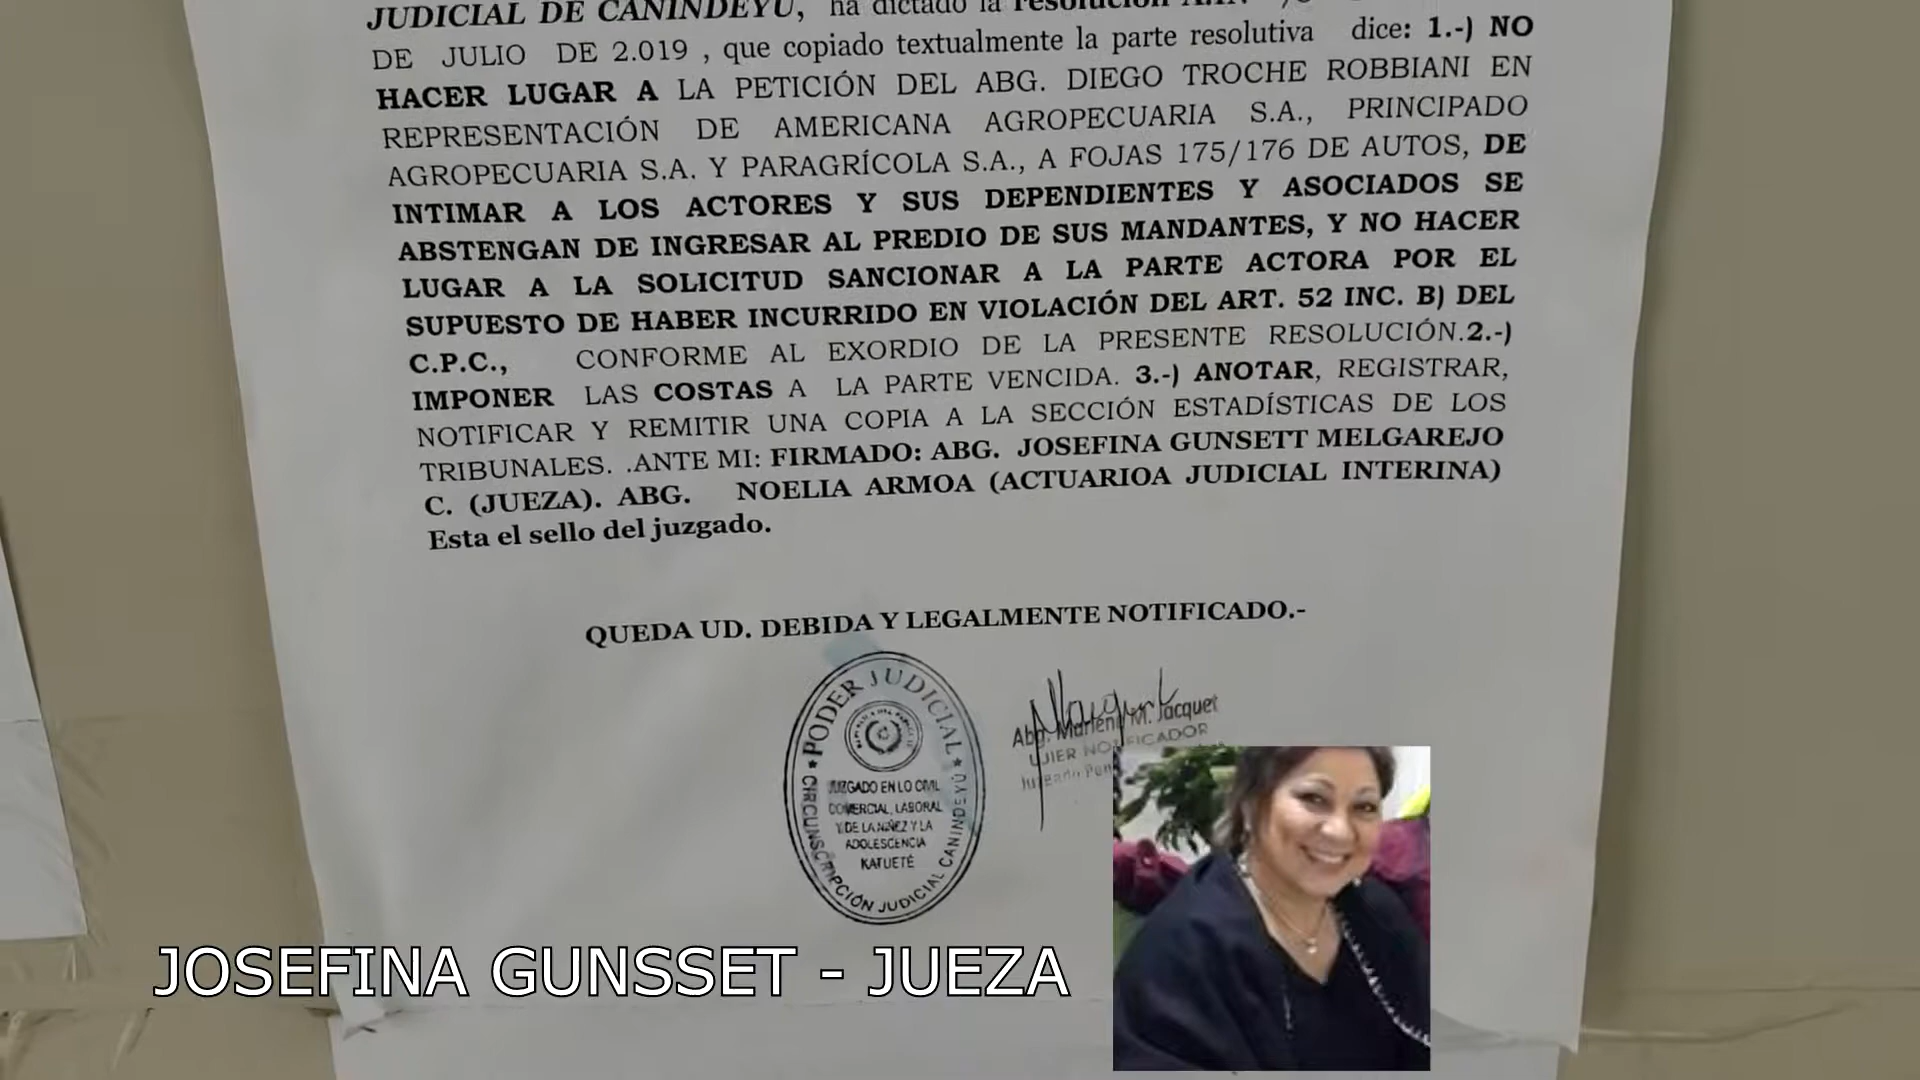 JUDICIAL DE CANINDEYÚ, ha dictado la resolución
DE JULIO DE 2.019 , que copiado textualmente la parte resolutiva dice: 1.-) NO
HACER LUGAR A LA PETICIÓN DEL ABG. DIEGO TROCHE ROBBIANI EN
REPRESENTACIÓN DE AMERICANA AGROPECUARIA S.A., PRINCIPADO
AGROPECUARIA S.A. Y PARAGRÍCOLA S.A., A FOJAS 175/176 DE AUTOS, DE
INTIMAR A LOS ACTORES Y SUS DEPENDIENTES Y ASOCIADOS SE
ABSTENGAN DE INGRESAR AL PREDIO DE SUS MANDANTES, Y NO HACER
LUGAR A LA SOLICITUD SANCIONAR A LA PARTE ACTORA POR EL
SUPUESTO DE HABER INCURRIDO EN VIOLACIÓN DEL ART. 52 INC. B) DEL
C.P.C., CONFORME AL EXORDIO DE LA PRESENTE RESOLUCIÓN.2.-)
IMPONER LAS COSTAS A LA PARTE VENCIDA. 3.-) ANOTAR, REGISTRAR,
NOTIFICAR Y REMITIR UNA COPIA A LA SECCIÓN ESTADÍSTICAS DE LOS
TRIBUNALES. .ANTE MI: FIRMADO: ABG. JOSEFINA GUNSETT MELGAREJO
C. (JUEZA). ABG. NOELIA ARMOA (ACTUARIOA JUDICIAL INTERINA)
Esta el sello del juzgado.
QUEDA UD. DEBIDA Y LEGALMENTE NOTIFICADO.-
PODER JUDICIAL
JUZGADO EN LO CIVIL
COMERCIAL, LABORAL
Y DE LA NIÑEZ Y LA
ADOLESCENCIA
KATUETÉ
CIRCUNSCRIPCIÓN JUDICIAL CANINDEYÚ
Abg. Marleni M. Jacquet
UJIER NOTIFICADOR
JOSEFINA GUNSSET - JUEZA